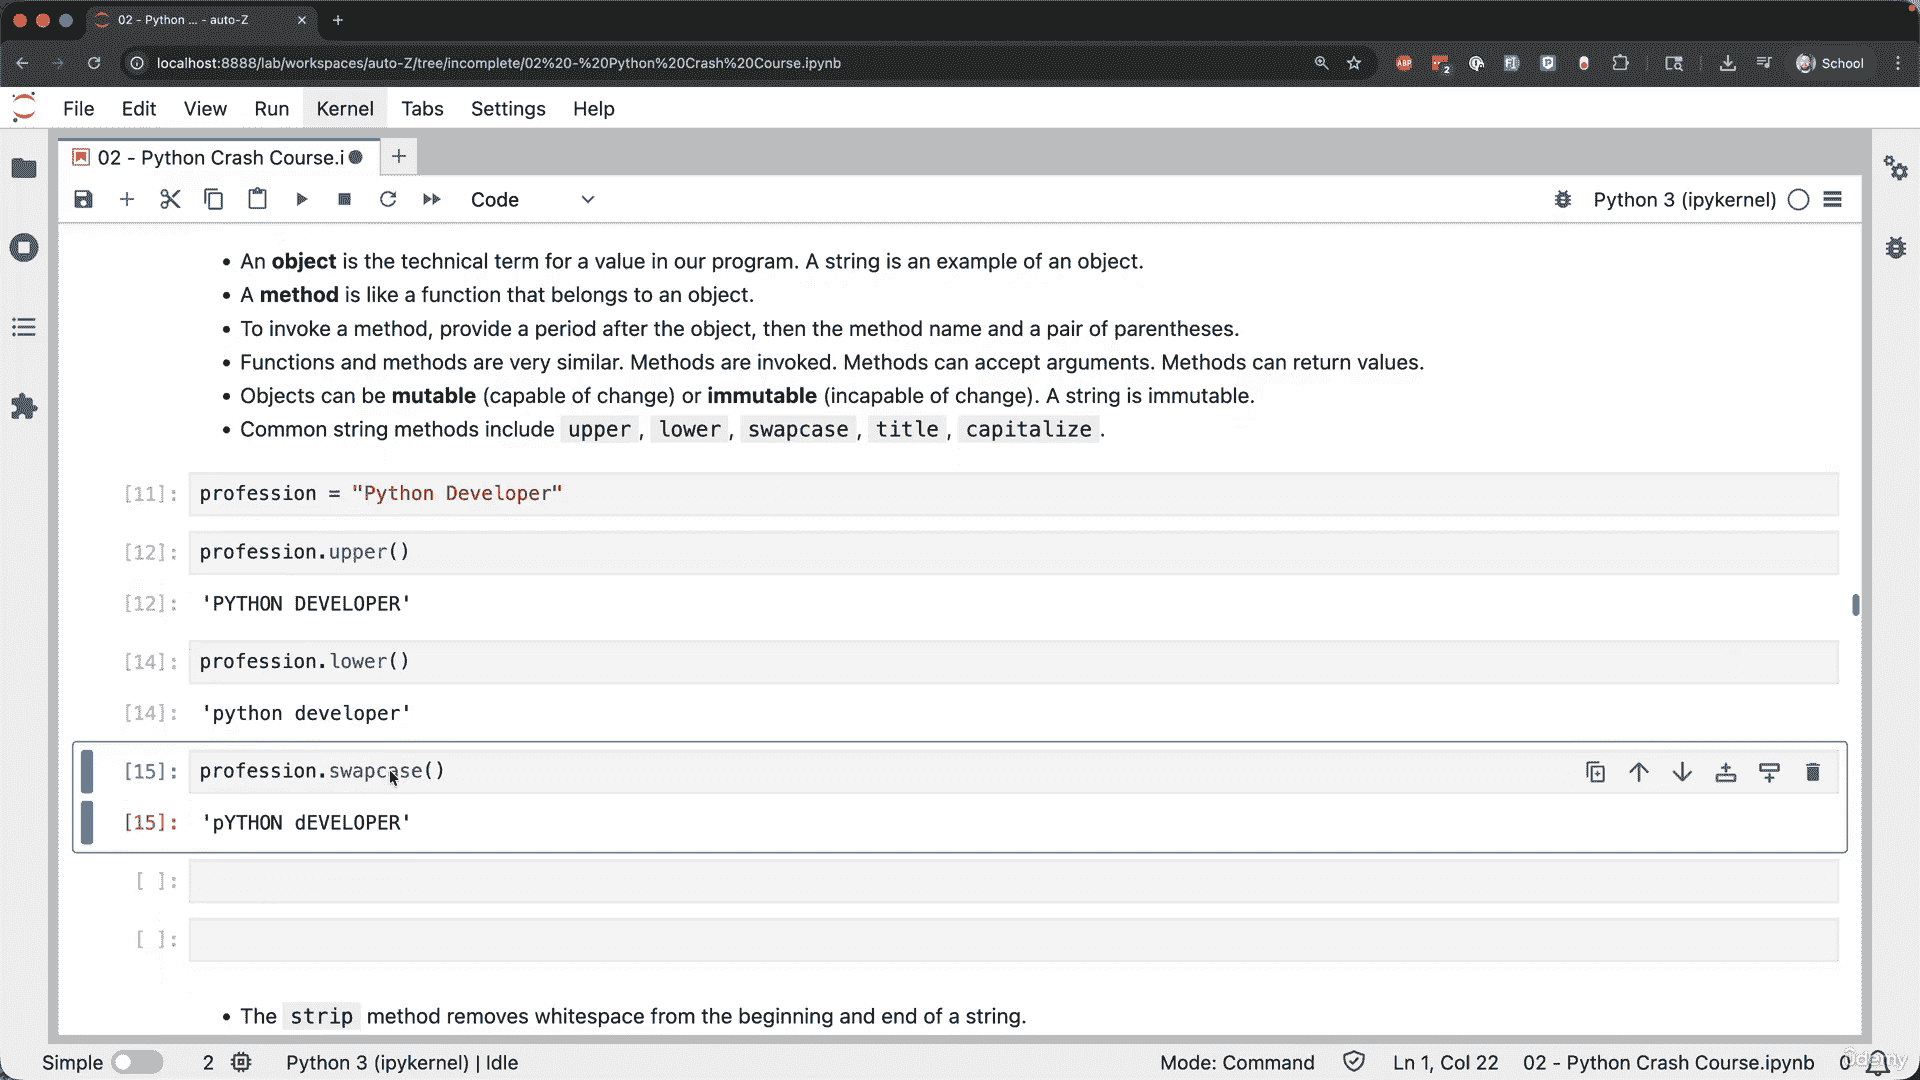 02 - Python ... - auto-Z
localhost:8888/lab/workspaces/auto-Z/tree/incomplete/02%20-%20Python%20Crash%20Course.ipynb
ABP
2
School
File Edit View Run Kernel Tabs Settings Help
02 - Python Crash Course.i
Code
Python 3 (ipykernel)
• An object is the technical term for a value in our program. A string is an example of an object.
• A method is like a function that belongs to an object.
• To invoke a method, provide a period after the object, then the method name and a pair of parentheses.
• Functions and methods are very similar. Methods are invoked. Methods can accept arguments. Methods can return values.
• Objects can be mutable (capable of change) or immutable (incapable of change). A string is immutable.
• Common string methods include upper, lower, swapcase, title, capitalize.
[11]: profession = "Python Developer"
[12]: profession.upper()
[12]: 'PYTHON DEVELOPER'
[14]: profession.lower()
[14]: 'python developer'
[15]: profession.swapcase()
[15]: 'pYTHON dEVELOPER'
[ ]:
[ ]:
• The strip method removes whitespace from the beginning and end of a string.
Simple 2 Python 3 (ipykernel) | Idle Mode: Command Ln 1, Col 22 02 - Python Crash Course.ipynb 0
udemy